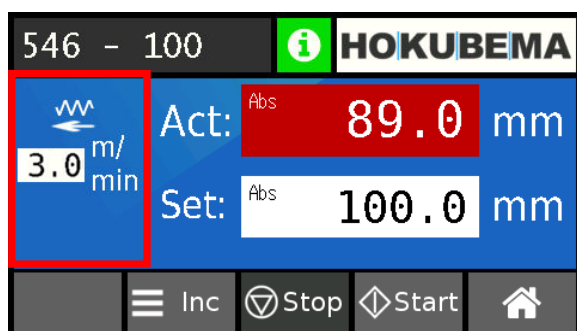 546 - 100
i
HOKUBEMA
3.0 m/min
Act: Abs 89.0 mm
Set: Abs 100.0 mm
Inc Stop Start